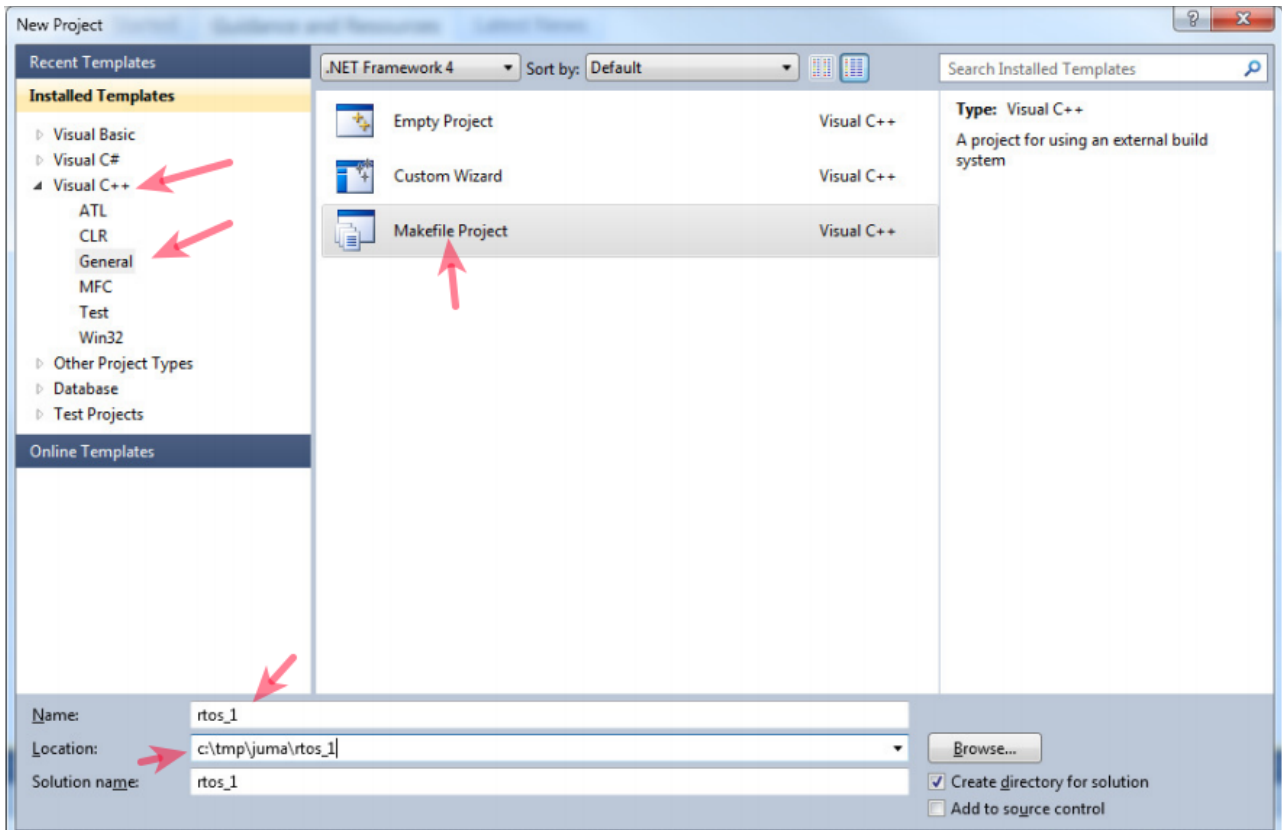 New Project
Recent Templates
Installed Templates
Visual Basic
Visual C#
Visual C++
ATL
CLR
General
MFC
Test
Win32
Other Project Types
Database
Test Projects
Online Templates
.NET Framework 4 Sort by: Default
Empty Project Visual C++
Custom Wizard Visual C++
Makefile Project Visual C++
Search Installed Templates
Type: Visual C++
A project for using an external build
system
Name: rtos_1
Location: c:\tmp\juma\rtos_1 Browse...
Solution name: rtos_1 Create directory for solution
Add to source control